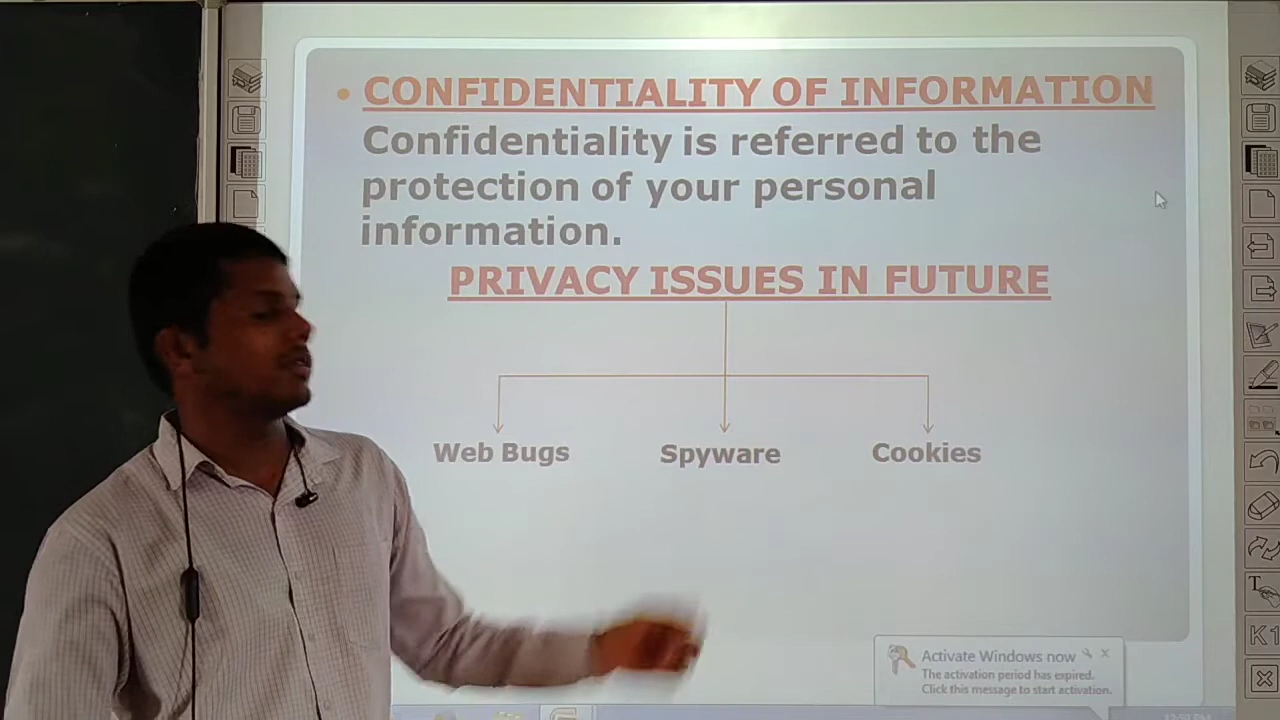 • CONFIDENTIALITY OF INFORMATION
Confidentiality is referred to the
protection of your personal
information.
PRIVACY ISSUES IN FUTURE
Web Bugs
Spyware
Cookies
T
K1
Activate Windows now
The activation period has expired.
Click this message to start activation.